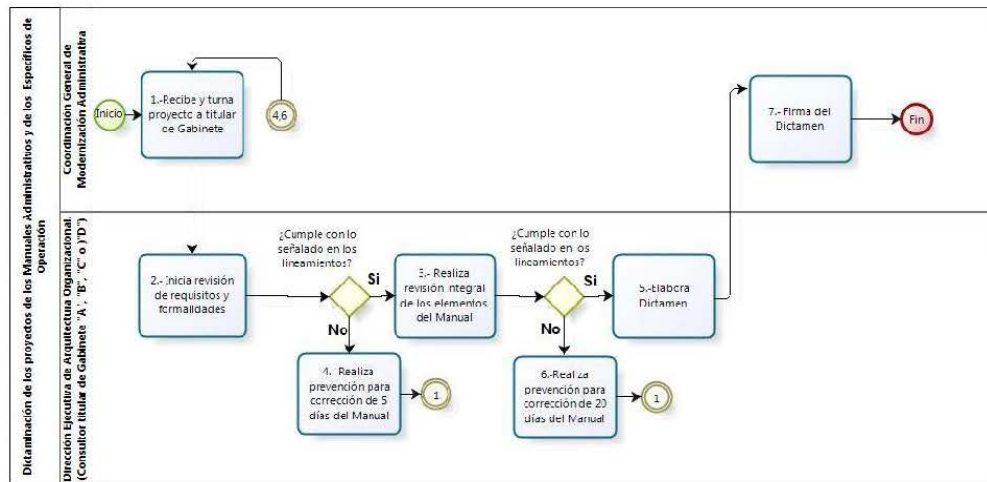 Dictaminación de los proyectos de los Manuales Administrativos y de los Específicos de
Operación
Coordinación General de
Modernización Administrativa
Inicio
1.-Recibe y turna
proyecto a titular
de Gabinete
4,6
7.- Firma del
Dictamen
Fin
Dirección Ejecutiva de Arquitectura Organizacional.
(Consultor titular de Gabinete "A", "B", "C" o )"D")
2.- Inicia revisión
de requisitos y
formalidades
¿Cumple con lo
señalado en los
lineamientos?
Si
No
3.- Realiza
revisión integral
de los elementos
del Manual
¿Cumple con lo
señalado en os
lineamientos?
Si
No
5.-Elabora
Dictamen
4.- Realiza
prevención para
corrección de 5
días del Manual
1
6.-Realiza
prevención para
corrección de 20
días del Manual
1